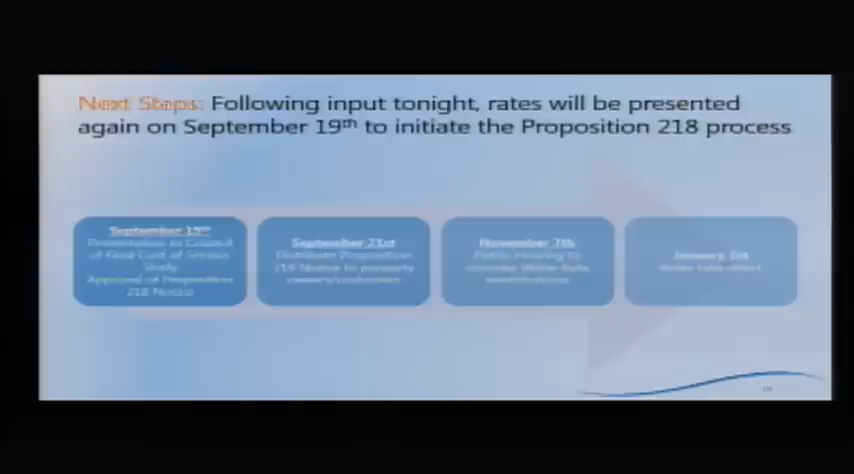 Next Steps: Following input tonight, rates will be presented
again on September 19th to initiate the Proposition 218 process
September 19th
Presentation to Council
of Final Cost of Service
Study
Approval of Proposition
218 Notice
September 21st
Distribute Proposition
218 Notice to property
owners/customers
November 7th
Public Hearing to
consider Water Rate
modifications
January 1st
Rates take effect